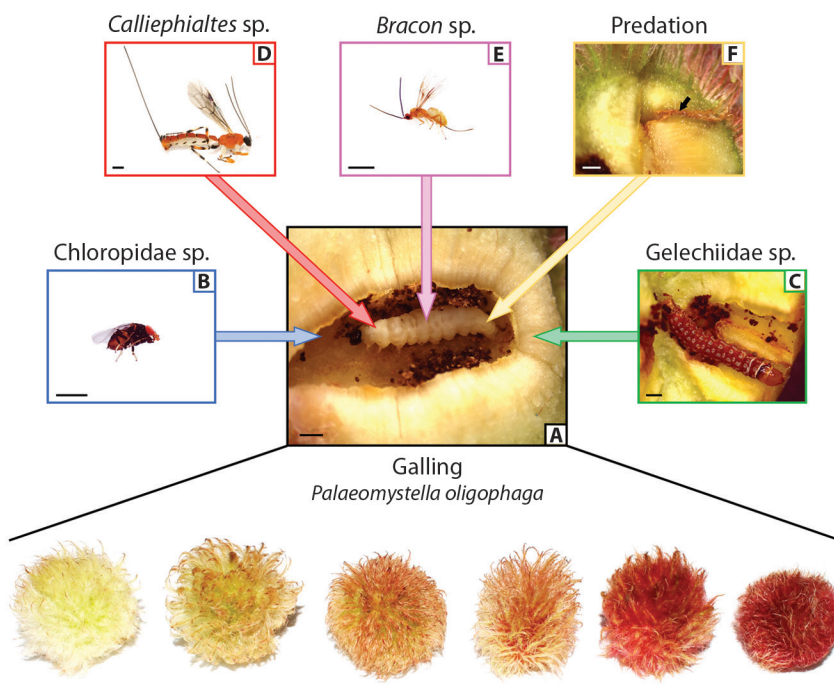 Calliephialtes sp.
D
Bracon sp.
E
Predation
F
Chloropidae sp.
B
Gelechiidae sp.
C
A
Galling
Palaeomystella oligophaga